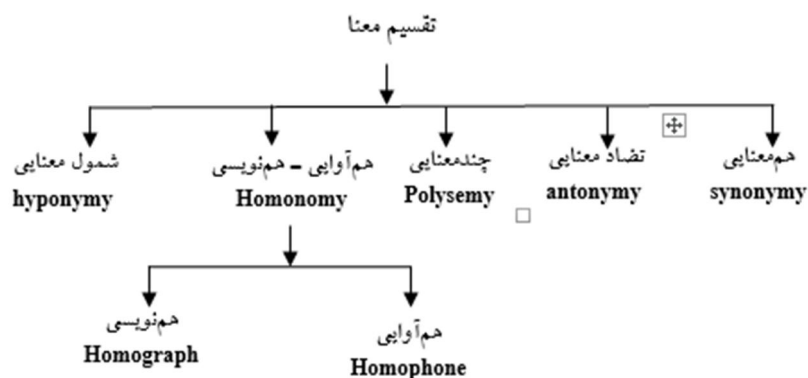 تقسیم معنا
هم‌معنایی
synonymy
تضاد معنایی
antonymy
چندمعنایی
Polysemy
هم‌آوایی – هم‌نویسی
Homonomy
شمول معنایی
hyponymy
هم‌آوایی
Homophone
هم‌نویسی
Homograph